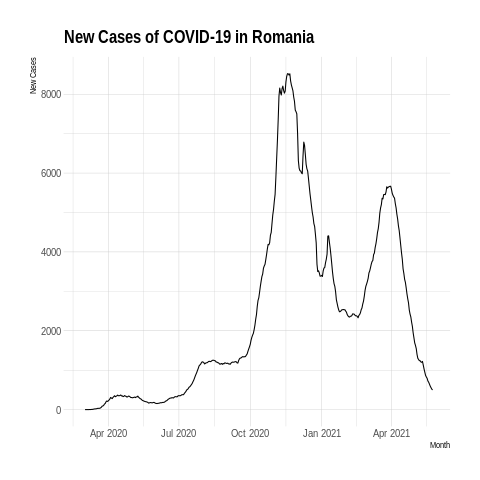 New Cases of COVID-19 in Romania
New Cases
8000
6000
4000
2000
0
Apr 2020 Jul 2020 Oct 2020 Jan 2021 Apr 2021
Month